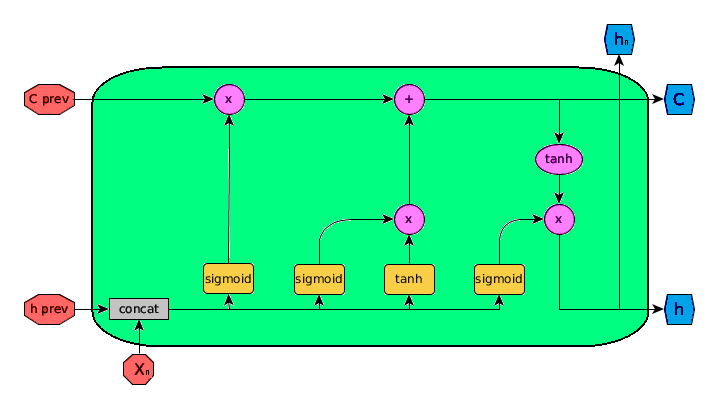 hₙ
C prev
x
+
C
tanh
x
x
sigmoid
sigmoid
tanh
sigmoid
h prev
concat
h
Xₙ